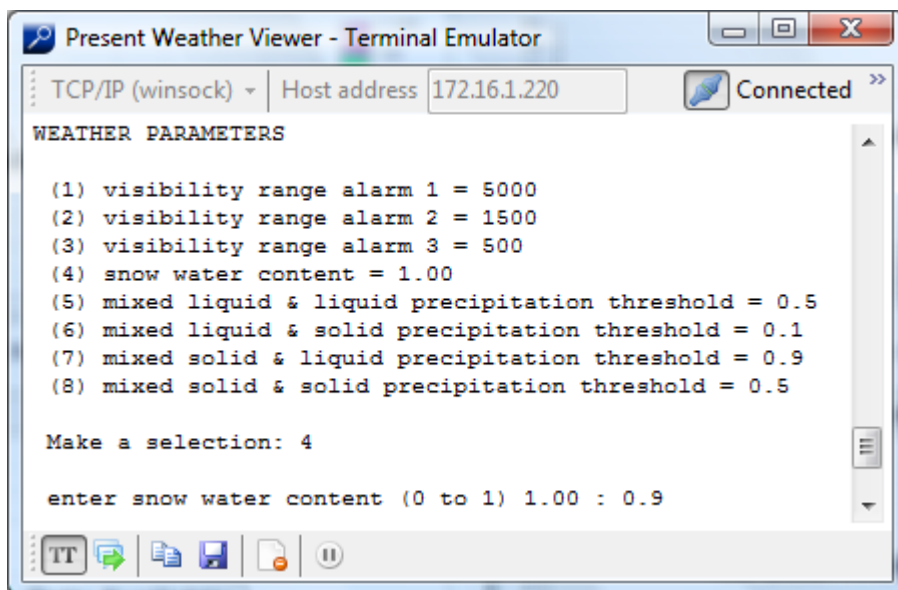 Present Weather Viewer - Terminal Emulator
TCP/IP (winsock) Host address 172.16.1.220 Connected »
WEATHER PARAMETERS
(1) visibility range alarm 1 = 5000
(2) visibility range alarm 2 = 1500
(3) visibility range alarm 3 = 500
(4) snow water content = 1.00
(5) mixed liquid & liquid precipitation threshold = 0.5
(6) mixed liquid & solid precipitation threshold = 0.1
(7) mixed solid & liquid precipitation threshold = 0.9
(8) mixed solid & solid precipitation threshold = 0.5
Make a selection: 4
enter snow water content (0 to 1) 1.00 : 0.9
TT